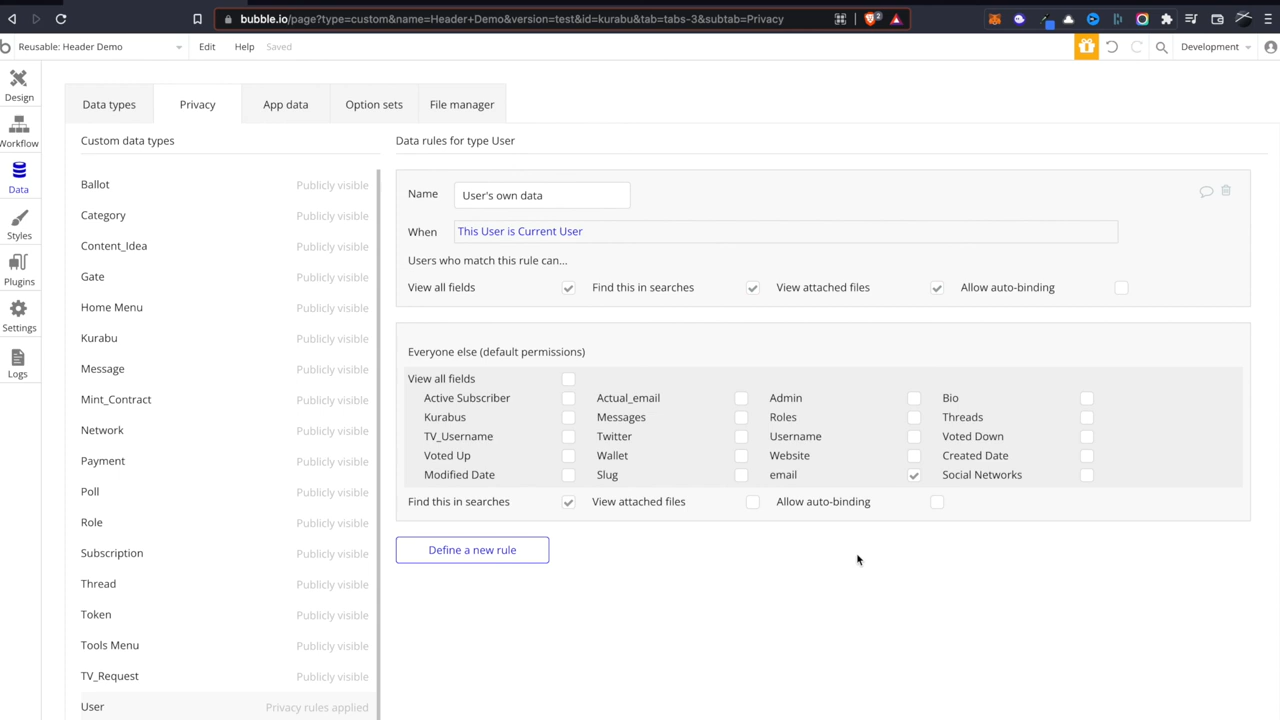 bubble.io/page?type=custom&name=Header+Demo&version=test&id=kurabu&tab=tabs-3&subtab=Privacy
2
Reusable: Header Demo
Edit
Help
Saved
Development
Design
Workflow
Data
Styles
Plugins
Settings
Logs
Data types
Privacy
App data
Option sets
File manager
Custom data types
Ballot Publicly visible
Category Publicly visible
Content_Idea Publicly visible
Gate Publicly visible
Home Menu Publicly visible
Kurabu Publicly visible
Message Publicly visible
Mint_Contract Publicly visible
Network Publicly visible
Payment Publicly visible
Poll Publicly visible
Role Publicly visible
Subscription Publicly visible
Thread Publicly visible
Token Publicly visible
Tools Menu Publicly visible
TV_Request Publicly visible
User Privacy rules applied
Data rules for type User
Name User's own data
When This User is Current User
Users who match this rule can...
View all fields Find this in searches View attached files Allow auto-binding
Everyone else (default permissions)
View all fields
Active Subscriber Actual_email Admin Bio
Kurabus Messages Roles Threads
TV_Username Twitter Username Voted Down
Voted Up Wallet Website Created Date
Modified Date Slug email Social Networks
Find this in searches View attached files Allow auto-binding
Define a new rule